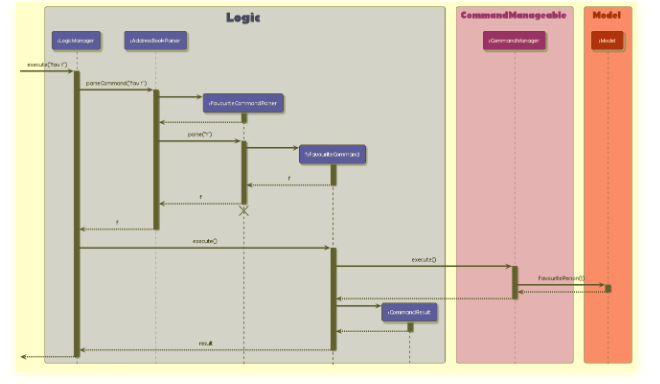 Logic
CommandManageable
Model
:LogicManager
:AddressBookParser
:CommandManager
:Model
execute("fav 1")
parseCommand("fav 1")
:FavouriteCommandParser
parse("1")
f:FavouriteCommand
f
f
f
execute()
execute()
:CommandResult
result